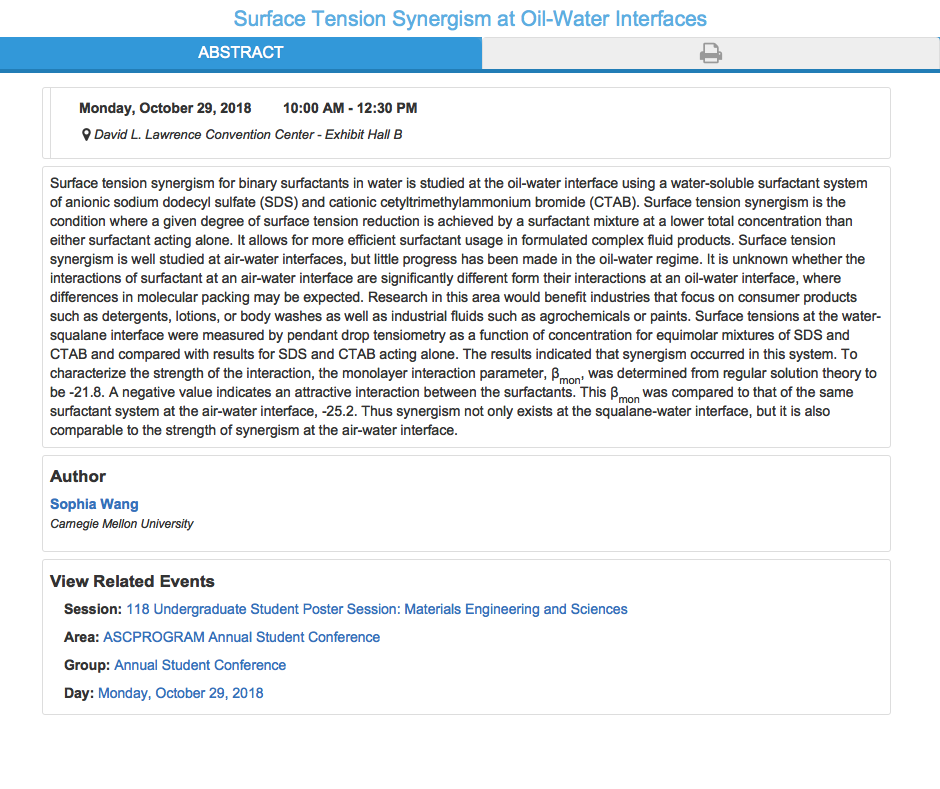 Surface Tension Synergism at Oil-Water Interfaces
ABSTRACT
Monday, October 29, 2018 10:00 AM - 12:30 PM
David L. Lawrence Convention Center - Exhibit Hall B
Surface tension synergism for binary surfactants in water is studied at the oil-water interface using a water-soluble surfactant system
of anionic sodium dodecyl sulfate (SDS) and cationic cetyltrimethylammonium bromide (CTAB). Surface tension synergism is the
condition where a given degree of surface tension reduction is achieved by a surfactant mixture at a lower total concentration than
either surfactant acting alone. It allows for more efficient surfactant usage in formulated complex fluid products. Surface tension
synergism is well studied at air-water interfaces, but little progress has been made in the oil-water regime. It is unknown whether the
interactions of surfactant at an air-water interface are significantly different form their interactions at an oil-water interface, where
differences in molecular packing may be expected. Research in this area would benefit industries that focus on consumer products
such as detergents, lotions, or body washes as well as industrial fluids such as agrochemicals or paints. Surface tensions at the water-
squalane interface were measured by pendant drop tensiometry as a function of concentration for equimolar mixtures of SDS and
CTAB and compared with results for SDS and CTAB acting alone. The results indicated that synergism occurred in this system. To
characterize the strength of the interaction, the monolayer interaction parameter, βmon, was determined from regular solution theory to
be -21.8. A negative value indicates an attractive interaction between the surfactants. This βmon was compared to that of the same
surfactant system at the air-water interface, -25.2. Thus synergism not only exists at the squalane-water interface, but it is also
comparable to the strength of synergism at the air-water interface.
Author
Sophia Wang
Carnegie Mellon University
View Related Events
Session: 118 Undergraduate Student Poster Session: Materials Engineering and Sciences
Area: ASCPROGRAM Annual Student Conference
Group: Annual Student Conference
Day: Monday, October 29, 2018